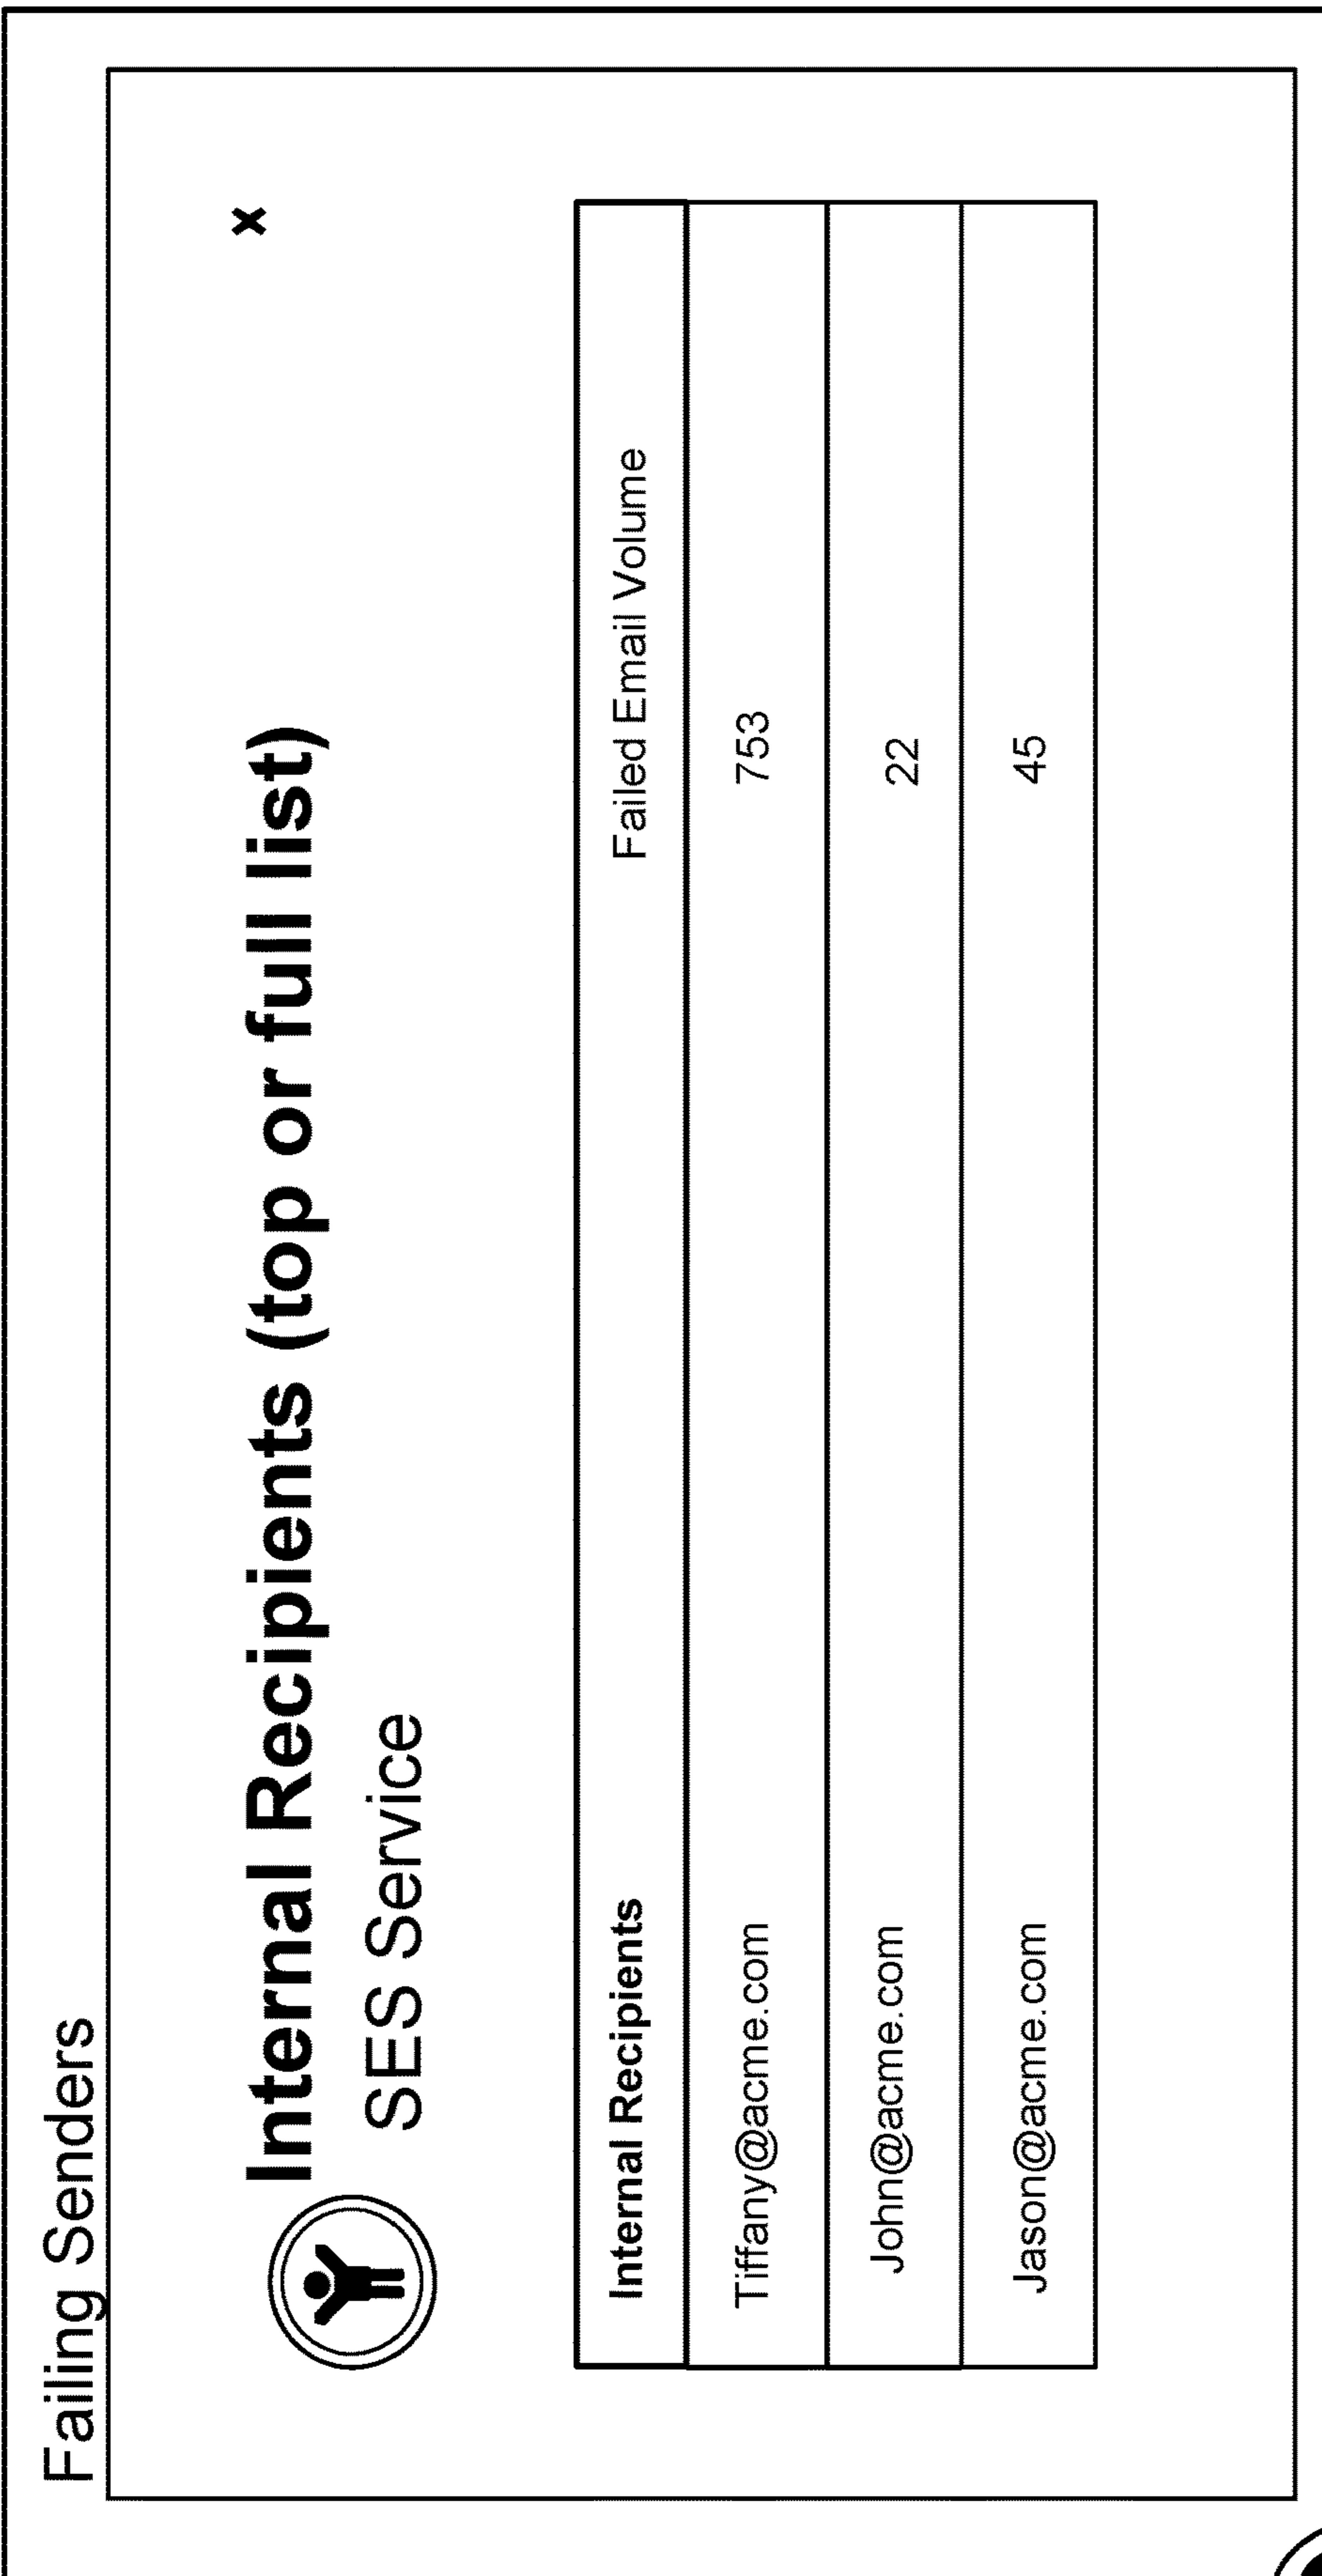 Failing Senders
Internal Recipients (top or full list)
x
SES Service
Internal Recipients Failed Email Volume
Tiffany@acme.com 753
John@acme.com 22
Jason@acme.com 45